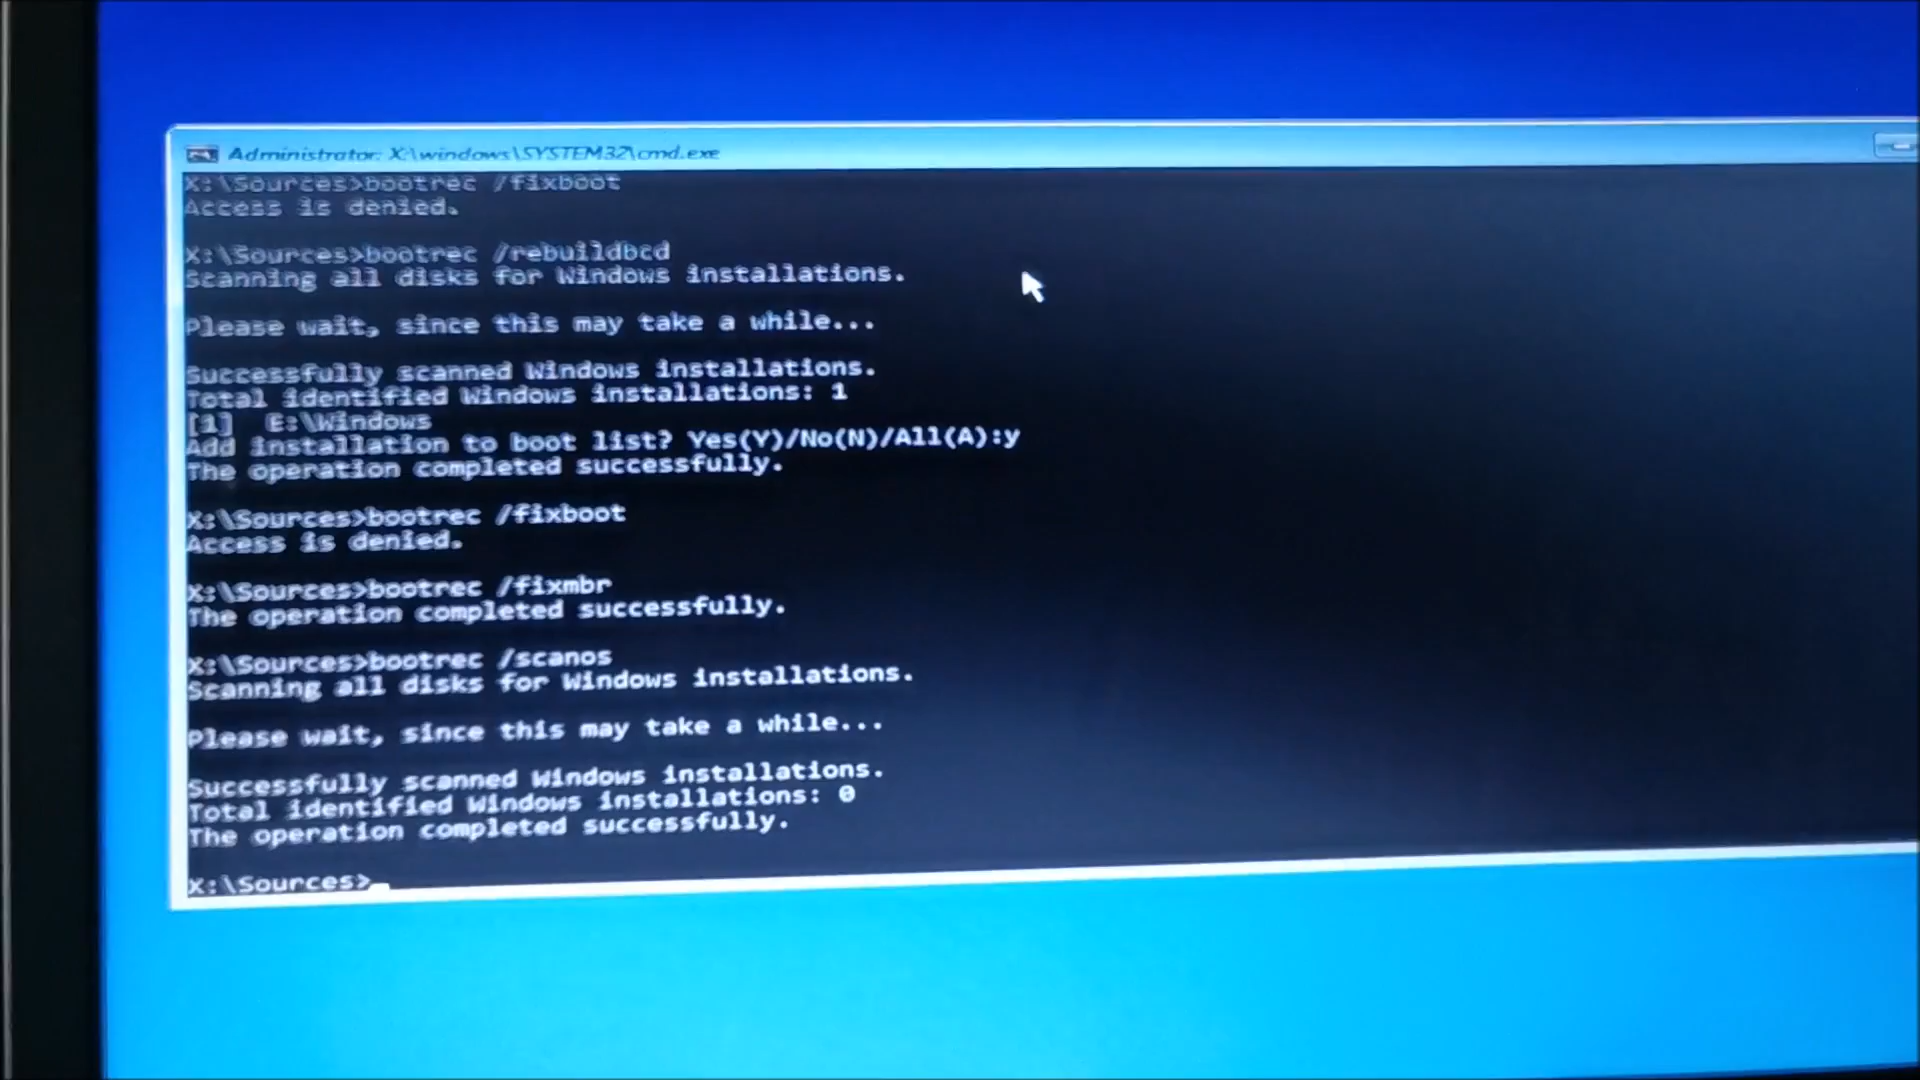 Administrator: X:\windows\SYSTEM32\cmd.exe
X:\Sources>bootrec /fixboot
Access is denied.
X:\Sources>bootrec /rebuildbcd
Scanning all disks for Windows installations.
Please wait, since this may take a while...
Successfully scanned Windows installations.
Total identified Windows installations: 1
[1]  E:\Windows
Add installation to boot list? Yes(Y)/No(N)/All(A):y
The operation completed successfully.
X:\Sources>bootrec /fixboot
Access is denied.
X:\Sources>bootrec /fixmbr
The operation completed successfully.
X:\Sources>bootrec /scanos
Scanning all disks for Windows installations.
Please wait, since this may take a while...
Successfully scanned Windows installations.
Total identified Windows installations: 0
The operation completed successfully.
X:\Sources>